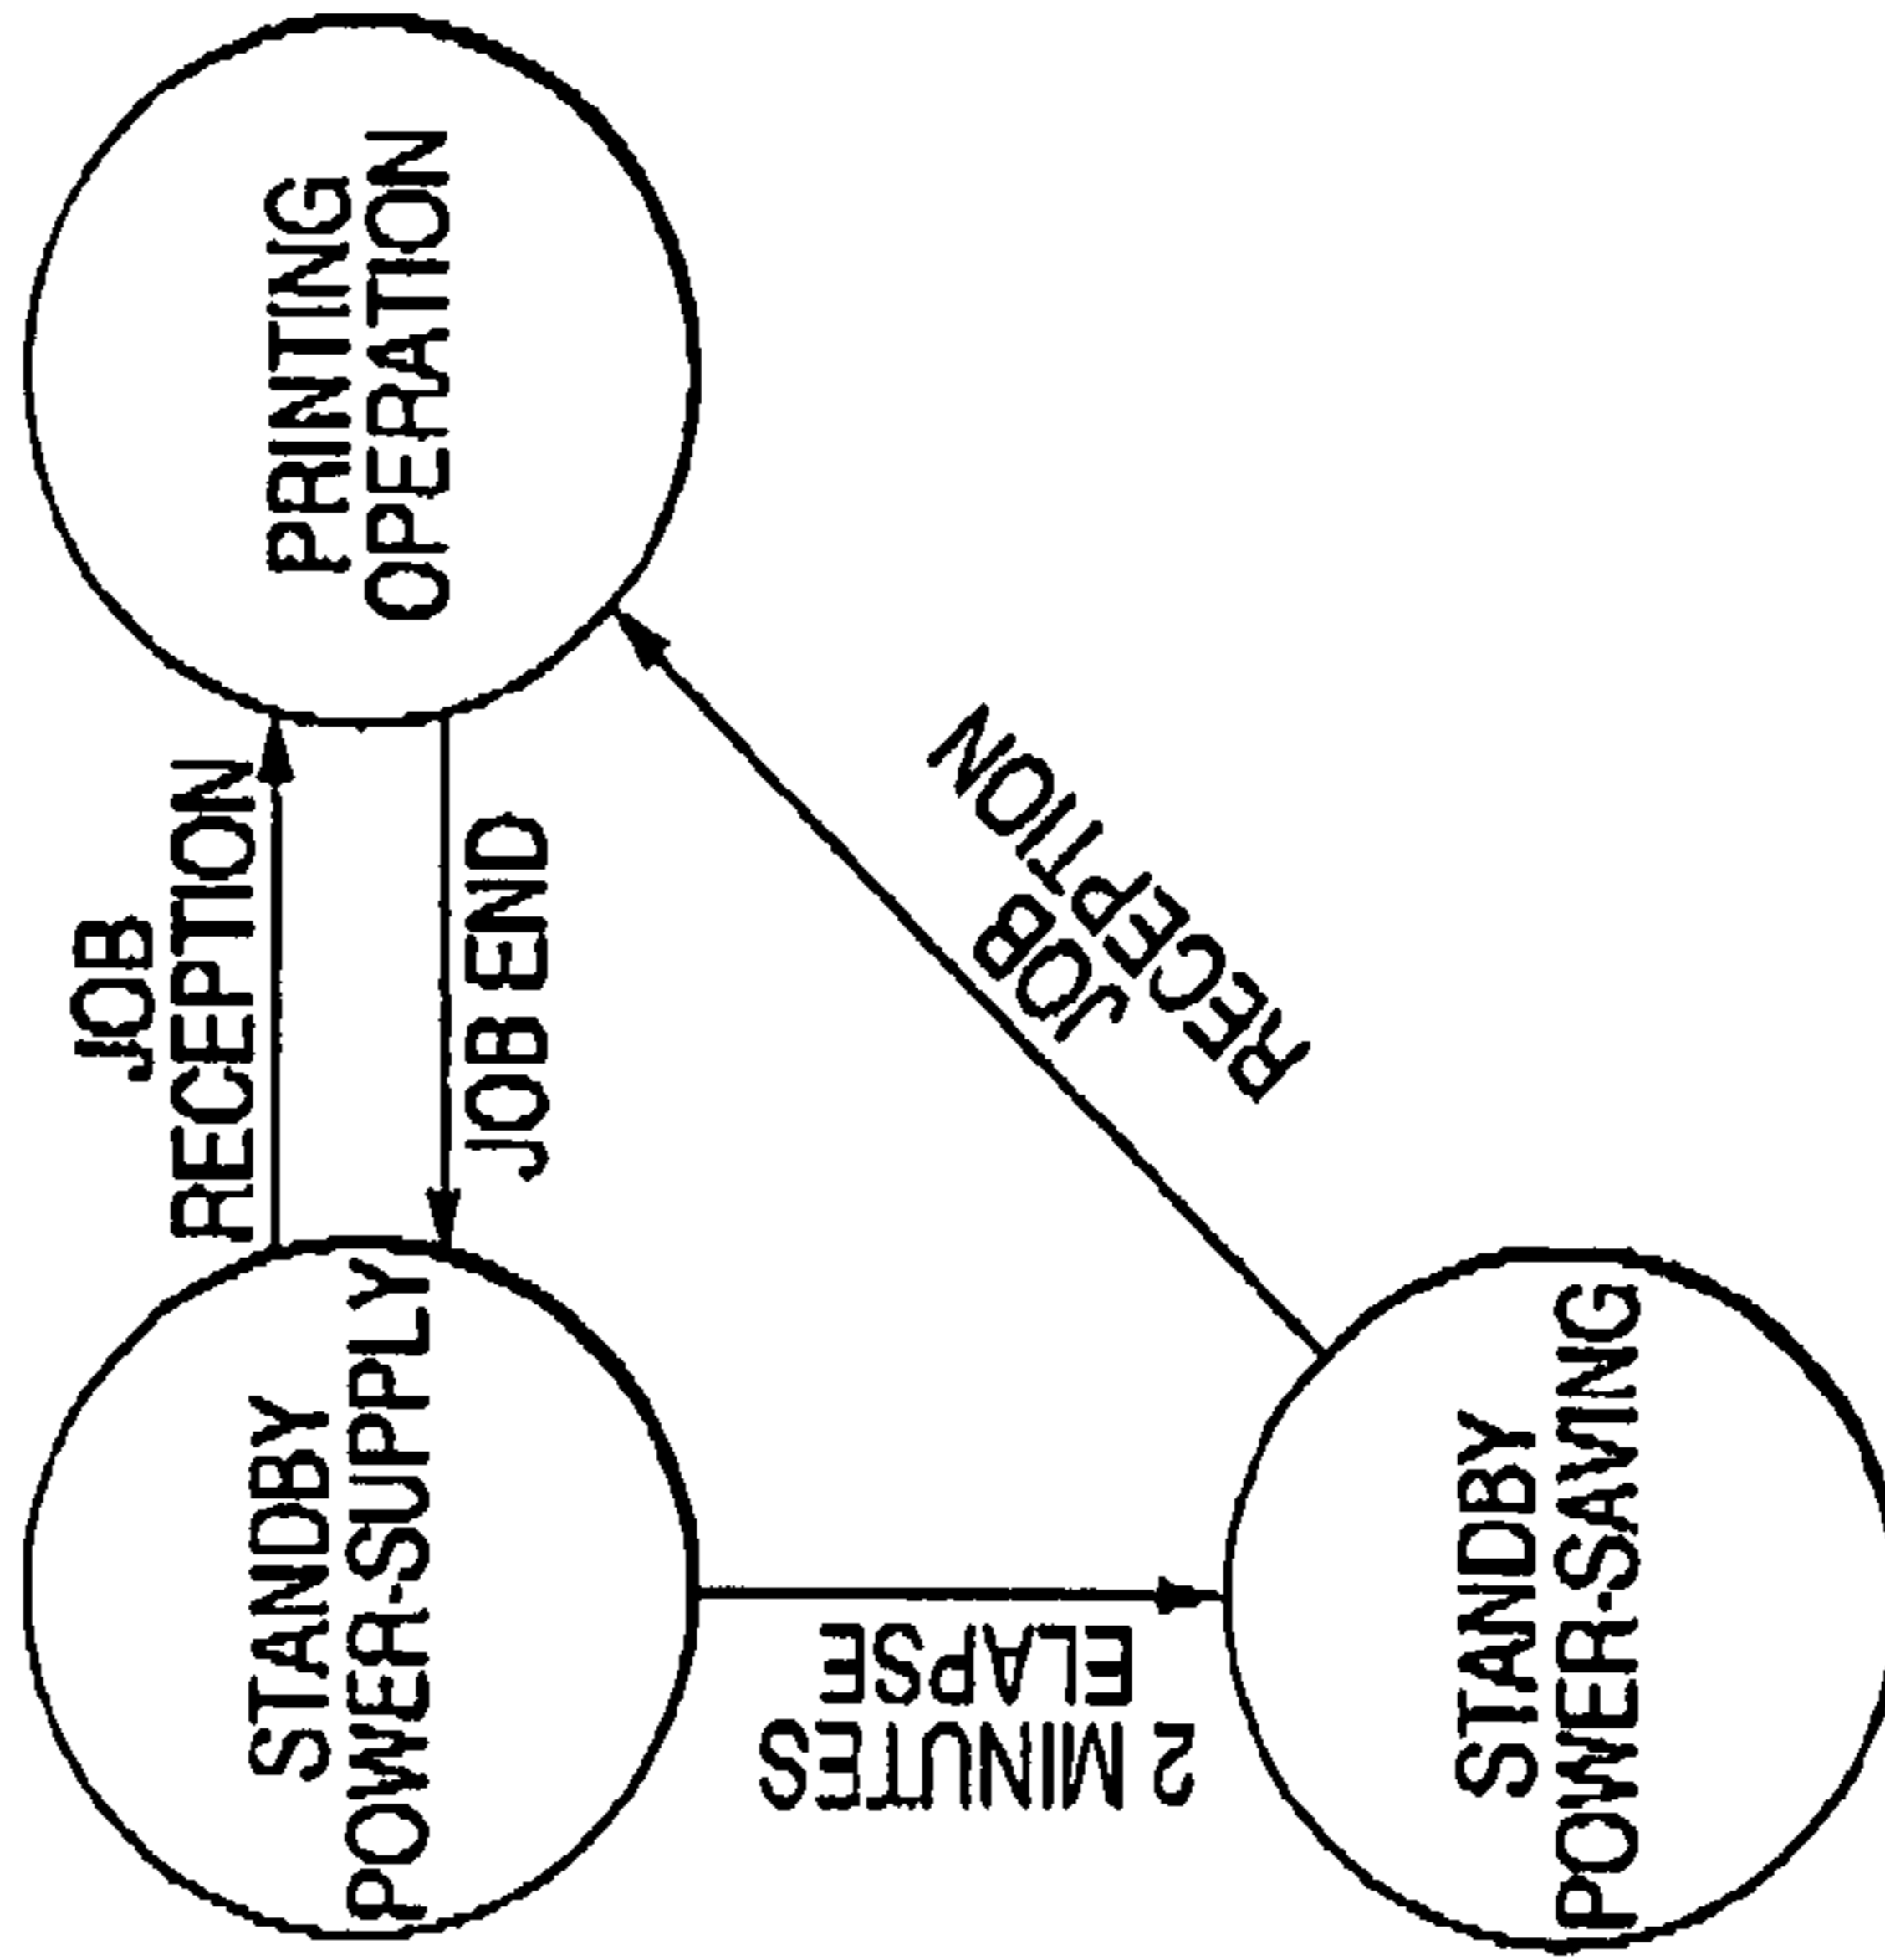 STANDBY
POWER-SUPPLY
JOB
RECEPTION
JOB END
PRINTING
OPERATION
2 MINUTES
ELAPSE
JOB
RECEPTION
STANDBY
POWER-SAVING